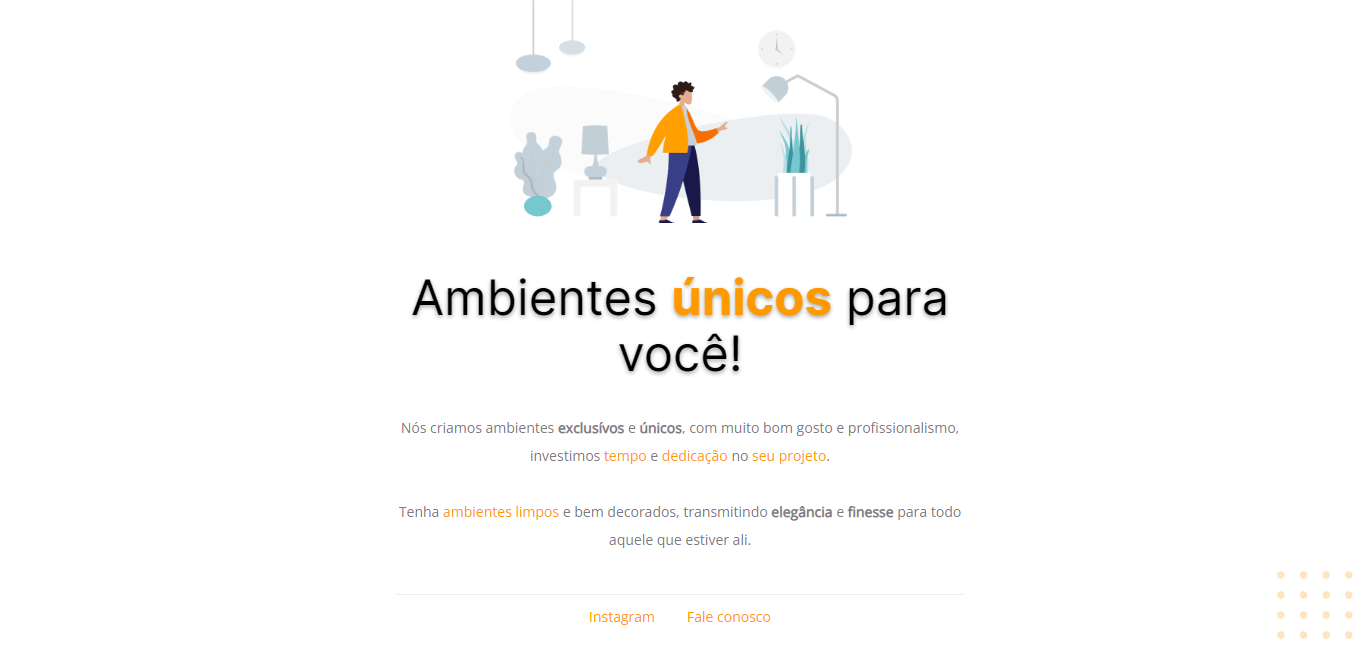 Ambientes únicos para
você!
Nós criamos ambientes exclusívos e únicos, com muito bom gosto e profissionalismo,
investimos tempo e dedicação no seu projeto.
Tenha ambientes limpos e bem decorados, transmitindo elegância e finesse para todo
aquele que estiver ali.
Instagram Fale conosco